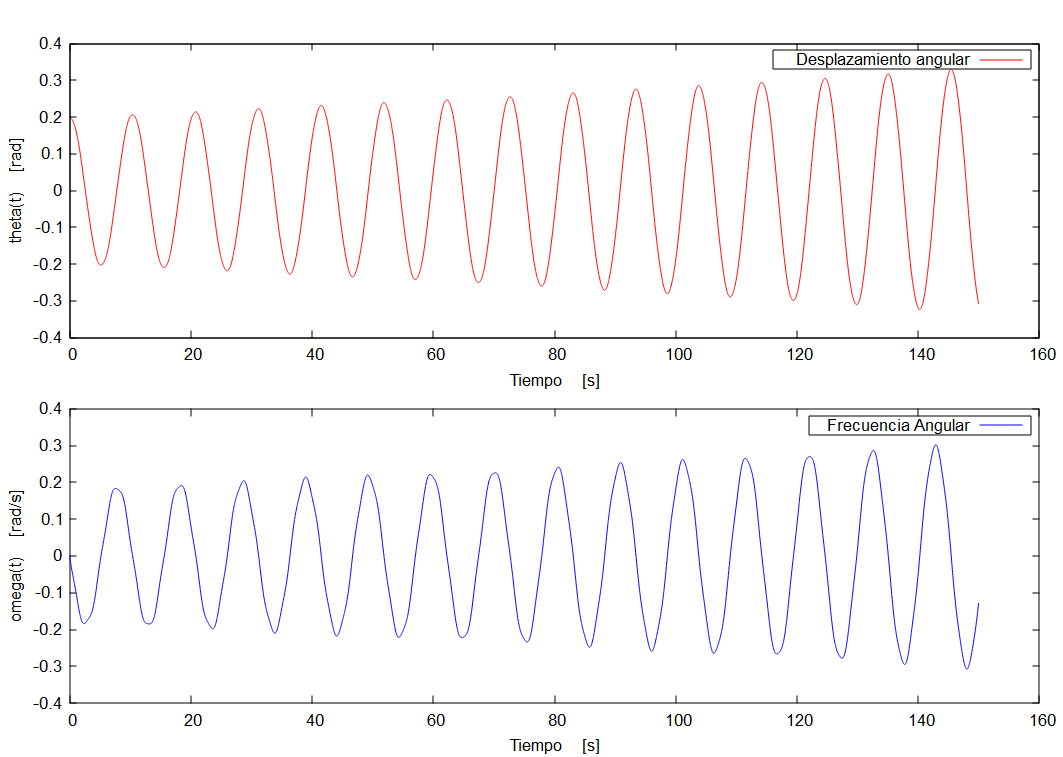 0.4
Desplazamiento angular
0.3
0.2
0.1
0
-0.1
-0.2
-0.3
-0.4
theta(t) [rad]
0 20 40 60 80 100 120 140 160
Tiempo [s]
0.4
Frecuencia Angular
0.3
0.2
0.1
0
-0.1
-0.2
-0.3
-0.4
omega(t) [rad/s]
0 20 40 60 80 100 120 140 160
Tiempo [s]